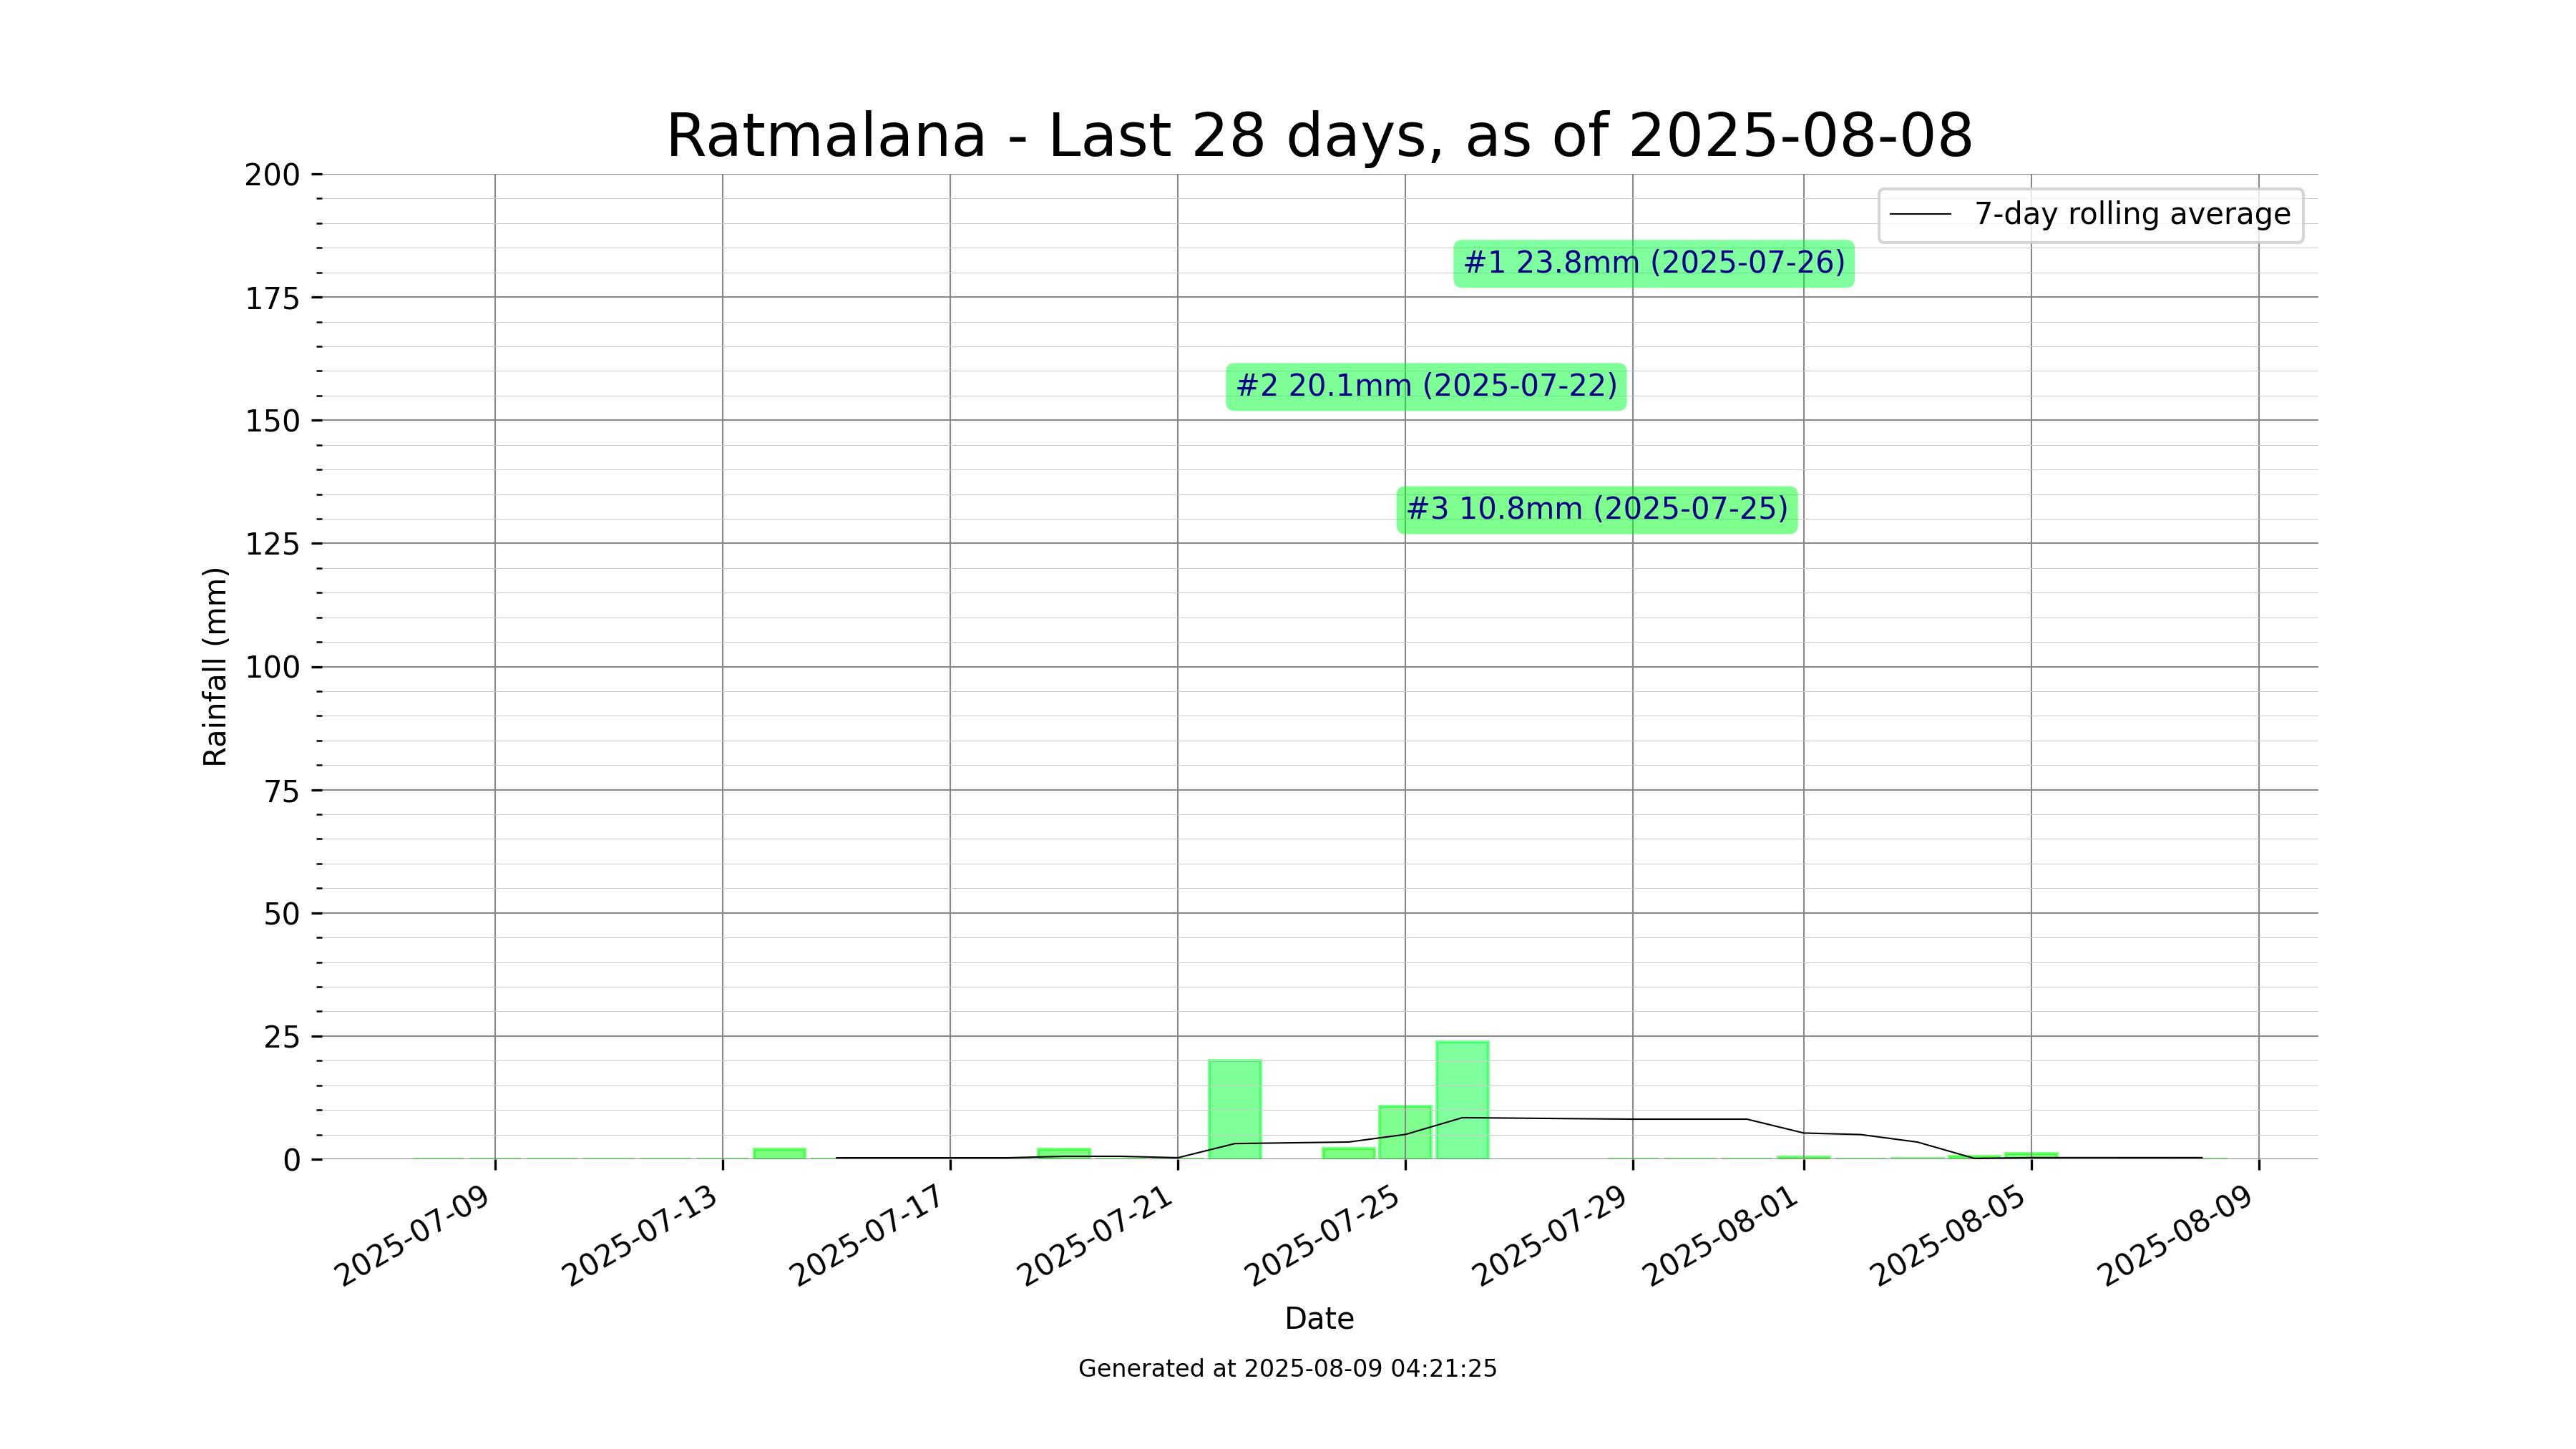 Ratmalana - Last 28 days, as of 2025-08-08
7-day rolling average
#1 23.8mm (2025-07-26)
#2 20.1mm (2025-07-22)
#3 10.8mm (2025-07-25)
Rainfall (mm)
200
175
150
125
100
75
50
25
0
2025-07-09
2025-07-13
2025-07-17
2025-07-21
2025-07-25
2025-07-29
2025-08-01
2025-08-05
2025-08-09
Date
Generated at 2025-08-09 04:21:25